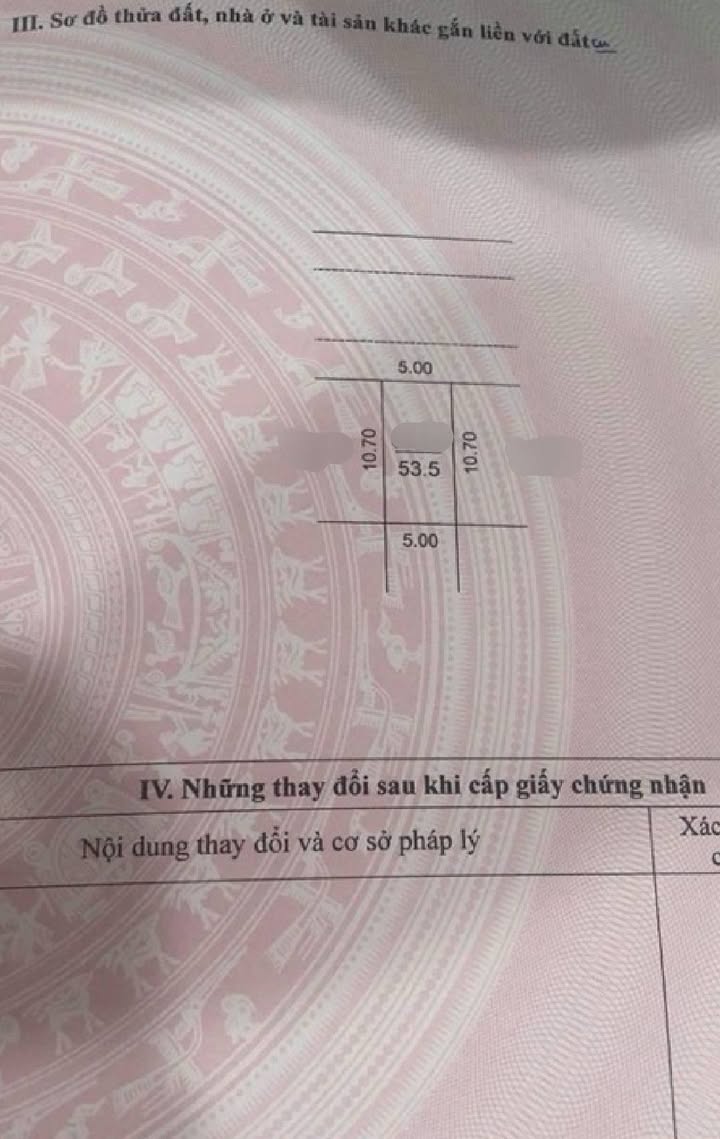 III. Sơ đồ thửa đất, nhà ở và tài sản khác gắn liền với đất
5.00
10.70
53.5
10.70
5.00
IV. Những thay đổi sau khi cấp giấy chứng nhận
Nội dung thay đổi và cơ sở pháp lý
Xác